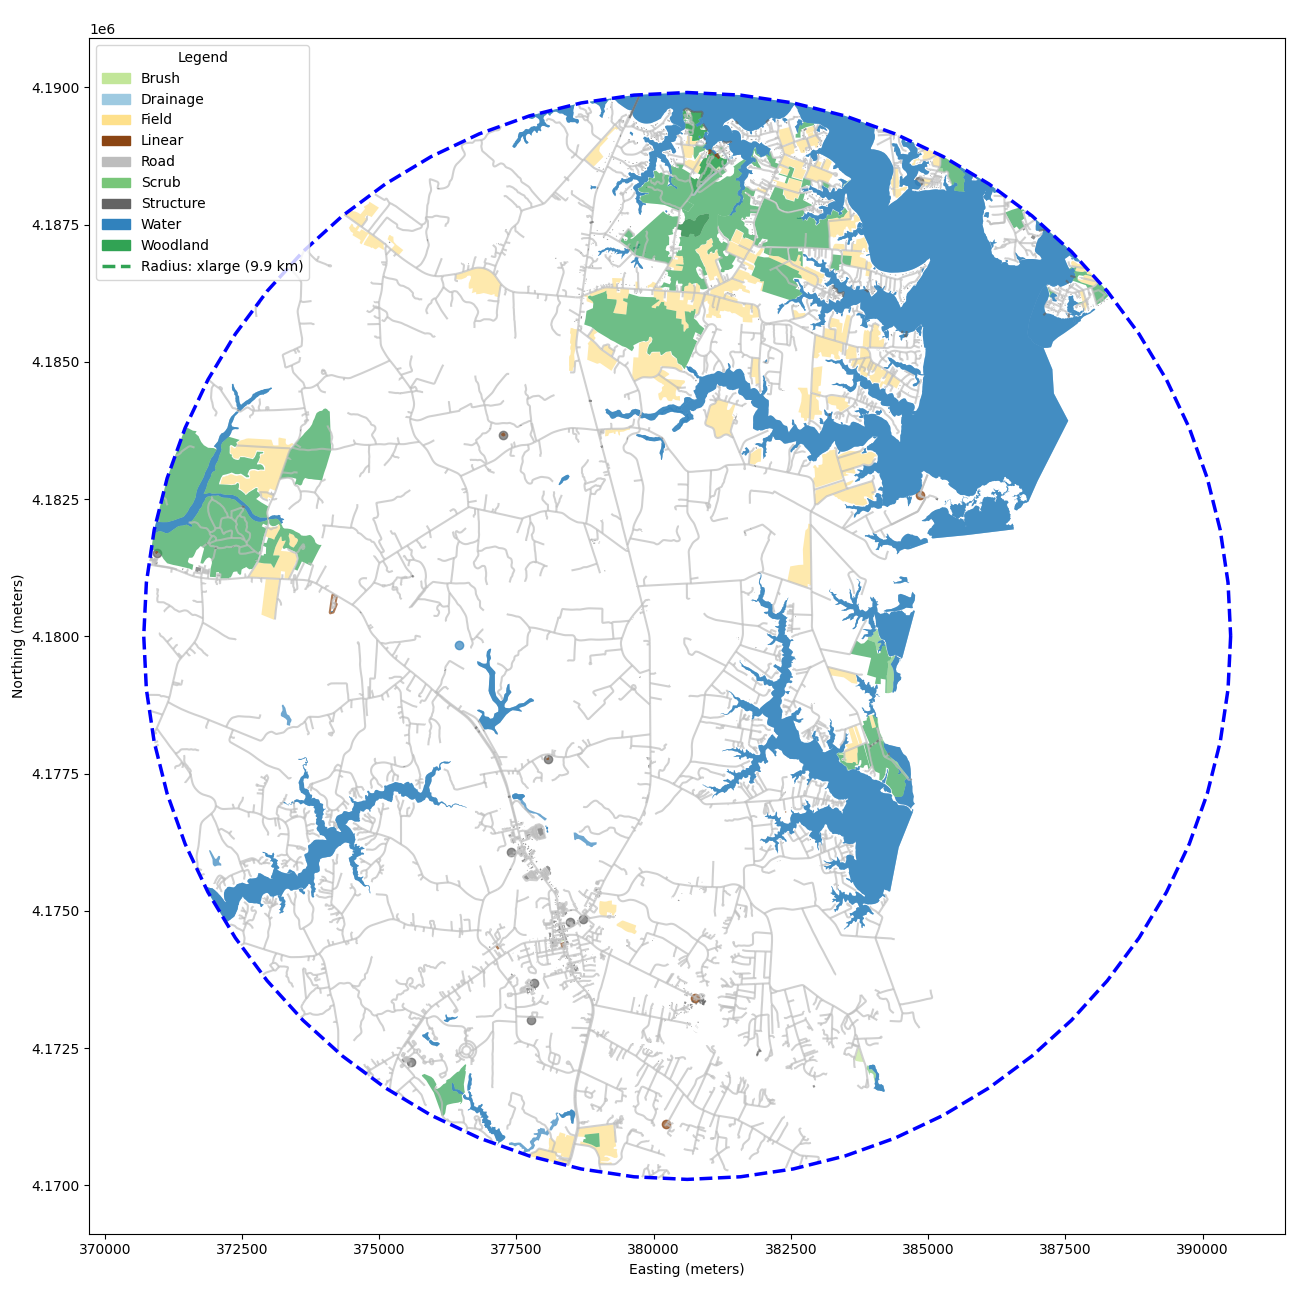 1e6
Legend
Brush
Drainage
Field
Linear
Road
Scrub
Structure
Water
Woodland
Radius: xlarge (9.9 km)
4.1900
4.1875
4.1850
4.1825
4.1800
4.1775
4.1750
4.1725
4.1700
Northing (meters)
370000 372500 375000 377500 380000 382500 385000 387500 390000
Easting (meters)